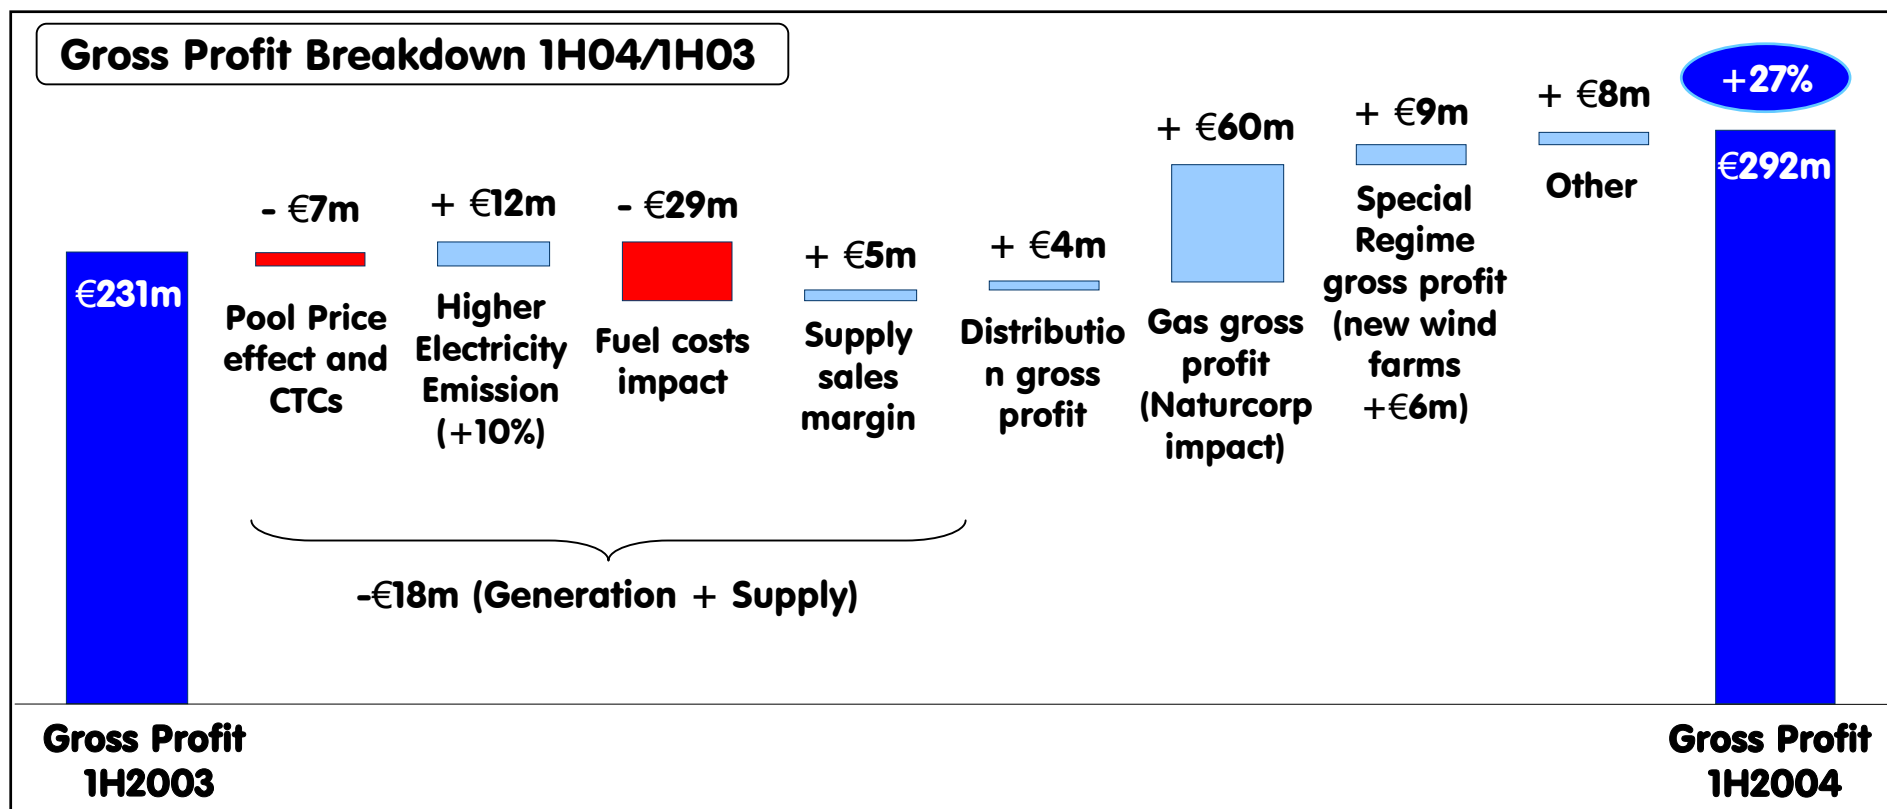 Gross Profit Breakdown 1H04/1H03
+27%
€231m
- €7m
Pool Price
effect and
CTCs
+ €12m
Higher
Electricity
Emission
(+10%)
- €29m
Fuel costs
impact
+ €5m
Supply
sales
margin
+ €4m
Distributio
n gross
profit
+ €60m
Gas gross
profit
(Naturcorp
impact)
+ €9m
Special
Regime
gross profit
(new wind
farms
+€6m)
+ €8m
Other
€292m
-€18m (Generation + Supply)
Gross Profit
1H2003
Gross Profit
1H2004